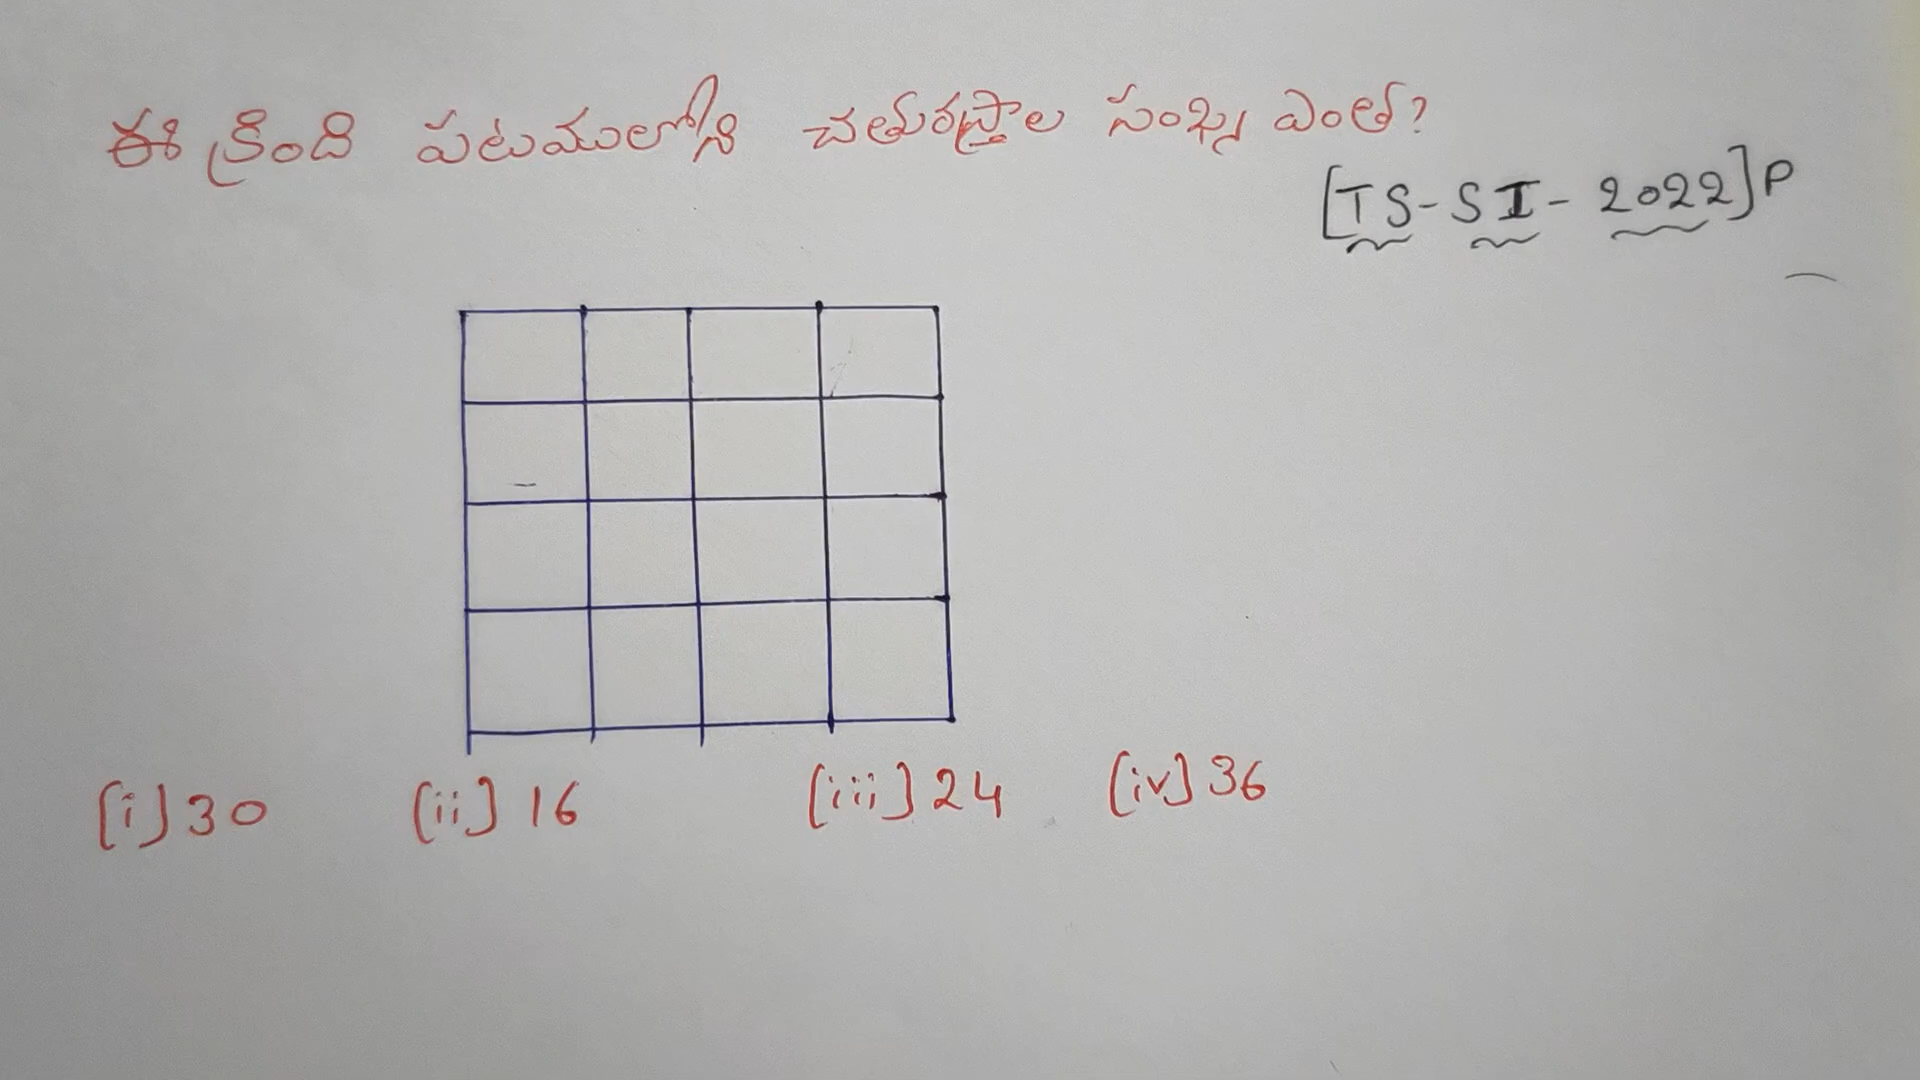 ఈ క్రింది పటములోని చతురస్రాల సంఖ్య ఎంత?
[TS-SI-2022]P
[i] 30 [ii] 16 [iii] 24 [iv] 36